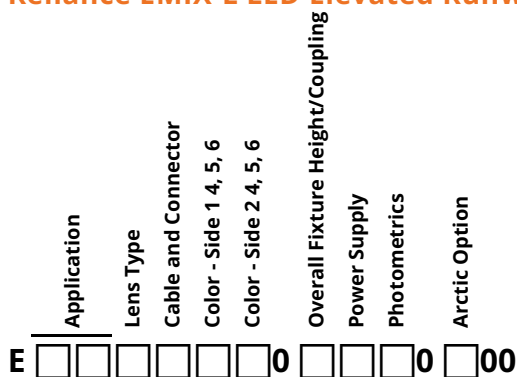 Application
Lens Type
Cable and Connector
Color - Side 1 4, 5, 6
Color - Side 2 4, 5, 6
Overall Fixture Height/Coupling
Power Supply
Photometrics
Arctic Option
E 0 0 00